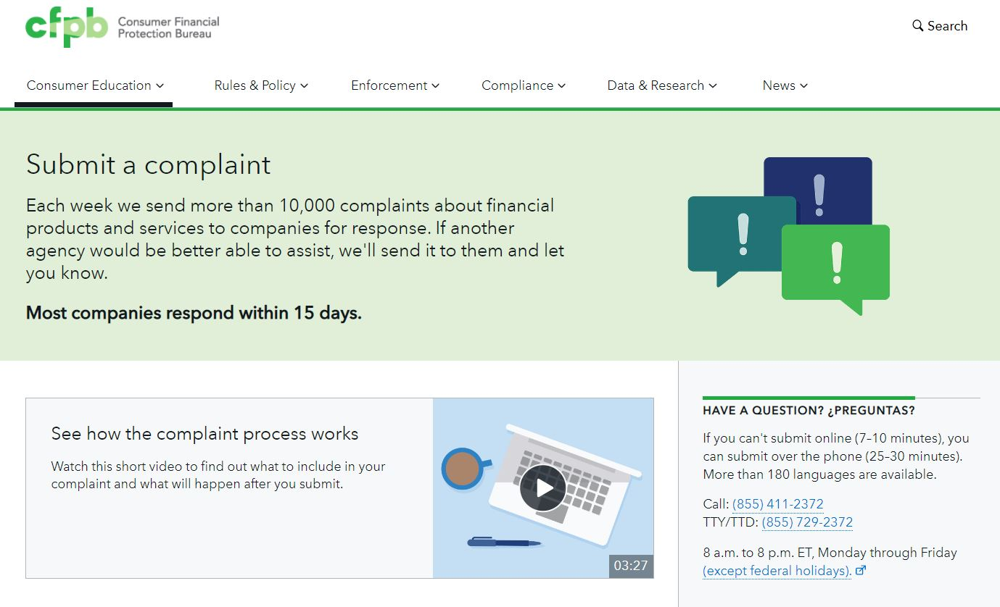 cfpb
Consumer Financial
Protection Bureau
Search
Consumer Education
Rules & Policy
Enforcement
Compliance
Data & Research
News
Submit a complaint
Each week we send more than 10,000 complaints about financial
products and services to companies for response. If another
agency would be better able to assist, we'll send it to them and let
you know.
Most companies respond within 15 days.
!
!
!
See how the complaint process works
Watch this short video to find out what to include in your
complaint and what will happen after you submit.
03:27
HAVE A QUESTION? ¿PREGUNTAS?
If you can't submit online (7–10 minutes), you
can submit over the phone (25–30 minutes).
More than 180 languages are available.
Call: (855) 411-2372
TTY/TTD: (855) 729-2372
8 a.m. to 8 p.m. ET, Monday through Friday
(except federal holidays).